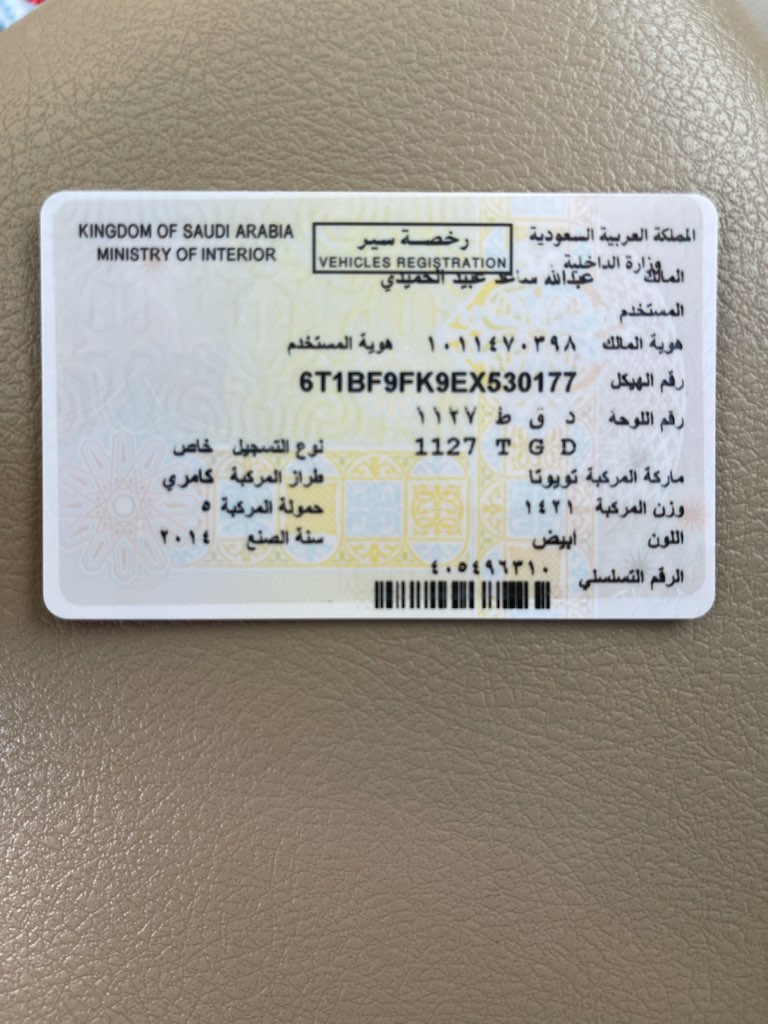 KINGDOM OF SAUDI ARABIA
MINISTRY OF INTERIOR
رخصة سير
VEHICLES REGISTRATION
المملكة العربية السعودية
وزارة الداخلية
المالك عبدالله ساعد عبيد الحميدي
المستخدم
هوية المالك ١٠١١٤٧٠٣٩٨ هوية المستخدم
رقم الهيكل 6T1BF9FK9EX530177
رقم اللوحة د ق ط ١١٢٧
1127 T G D نوع التسجيل خاص
ماركة المركبة تويوتا طراز المركبة كامري
وزن المركبة ١٤٢١ حمولة المركبة ٥
اللون ابيض سنة الصنع ٢٠١٤
الرقم التسلسلي ٤٠٥٤٩٦٣١٠